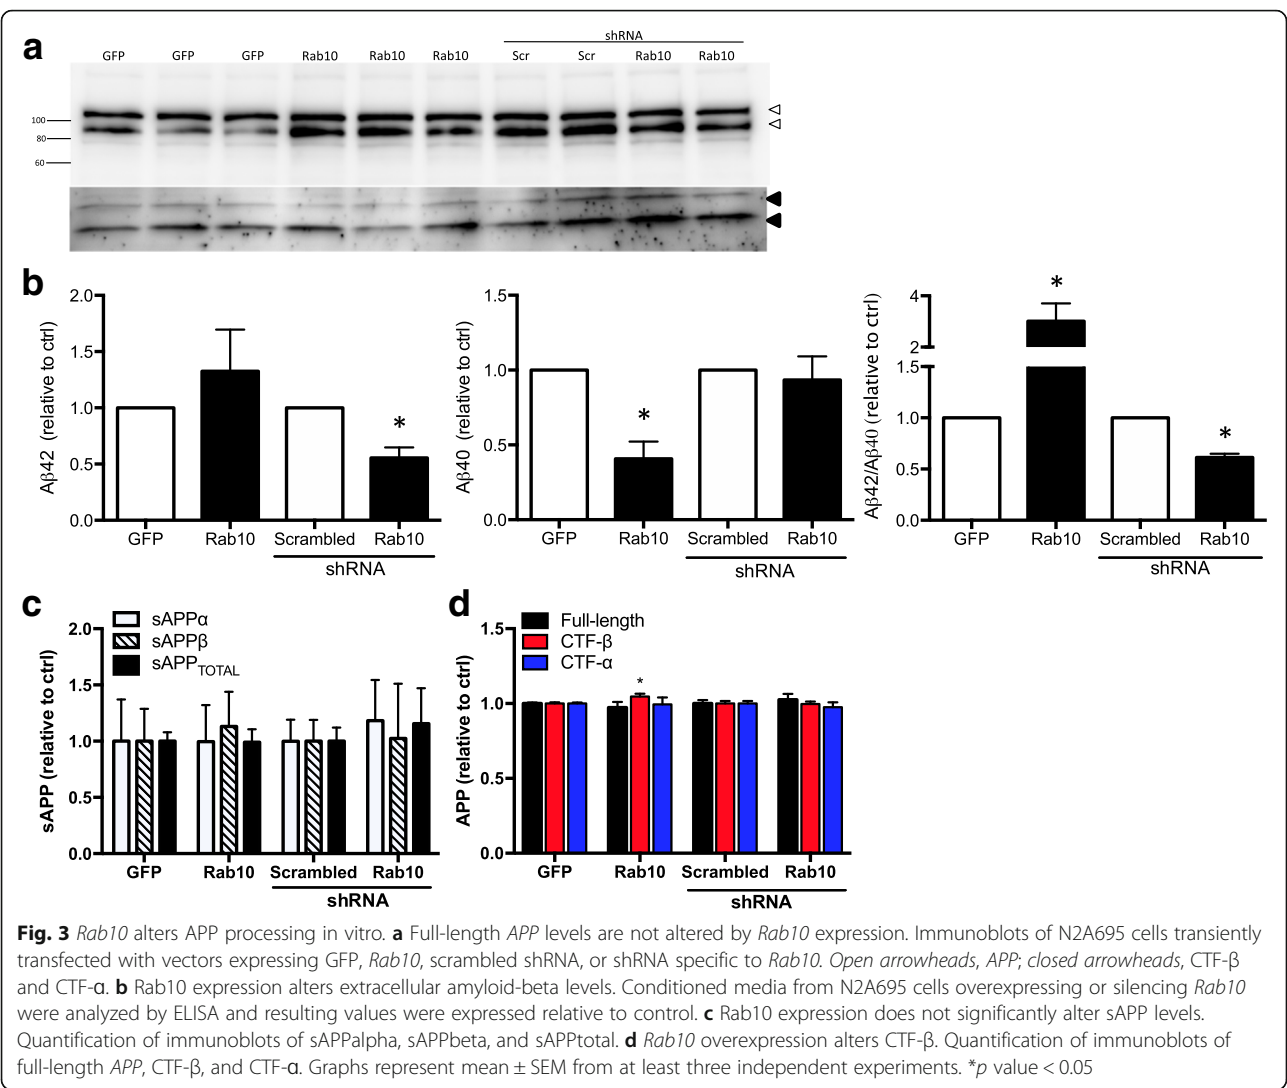 a
shRNA
GFP GFP GFP Rab10 Rab10 Rab10 Scr Scr Rab10 Rab10
100
80
60
b
Aβ42 (relative to ctrl)
2.0
1.5
1.0
0.5
0.0
GFP Rab10 Scrambled Rab10
shRNA
*
Aβ40 (relative to ctrl)
1.5
1.0
0.5
0.0
GFP Rab10 Scrambled Rab10
shRNA
*
Aβ42/Aβ40 (relative to ctrl)
4
2
1.5
1.0
0.5
0.0
GFP Rab10 Scrambled Rab10
shRNA
*
*
c
sAPPα
sAPPβ
sAPPTOTAL
sAPP (relative to ctrl)
2.0
1.5
1.0
0.5
0.0
GFP Rab10 Scrambled Rab10
shRNA
d
Full-length
CTF-β
CTF-α
APP (relative to ctrl)
1.5
1.0
0.5
0.0
*
GFP Rab10 Scrambled Rab10
shRNA
Fig. 3 Rab10 alters APP processing in vitro. a Full-length APP levels are not altered by Rab10 expression. Immunoblots of N2A695 cells transiently
transfected with vectors expressing GFP, Rab10, scrambled shRNA, or shRNA specific to Rab10. Open arrowheads, APP; closed arrowheads, CTF-β
and CTF-α. b Rab10 expression alters extracellular amyloid-beta levels. Conditioned media from N2A695 cells overexpressing or silencing Rab10
were analyzed by ELISA and resulting values were expressed relative to control. c Rab10 expression does not significantly alter sAPP levels.
Quantification of immunoblots of sAPPalpha, sAPPbeta, and sAPPtotal. d Rab10 overexpression alters CTF-β. Quantification of immunoblots of
full-length APP, CTF-β, and CTF-α. Graphs represent mean ± SEM from at least three independent experiments. *p value < 0.05